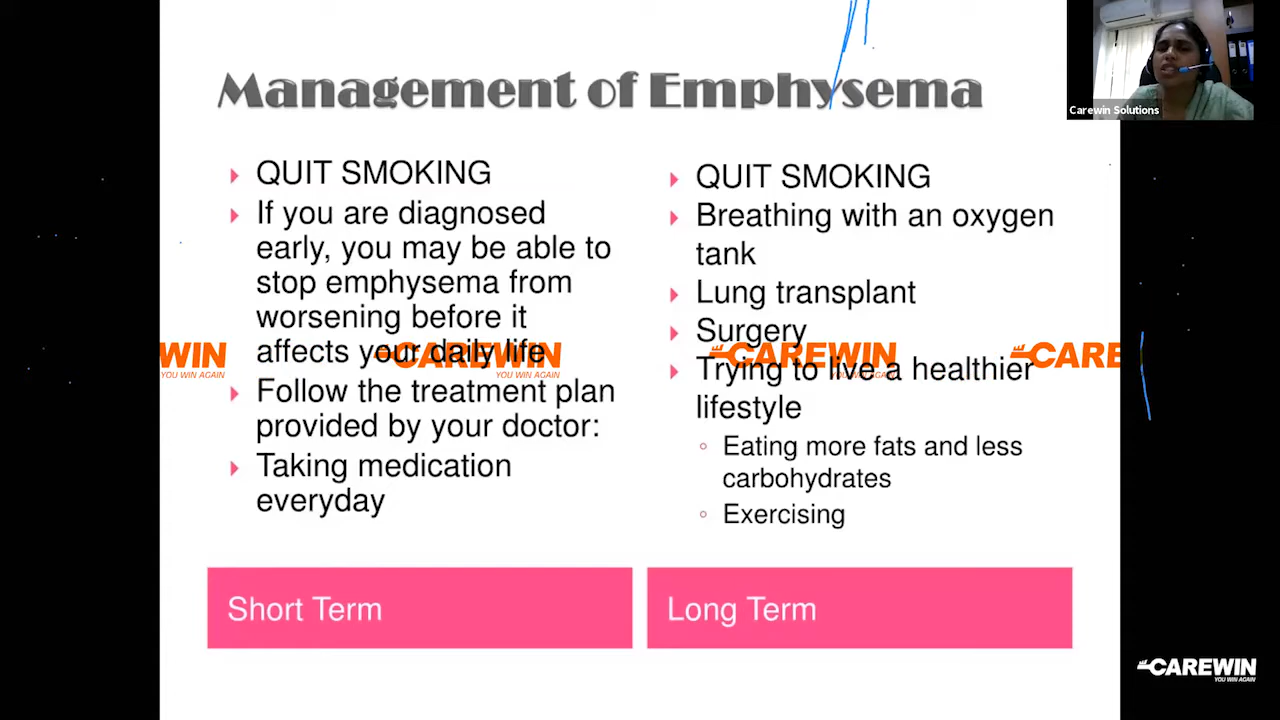 Management of Emphysema
QUIT SMOKING
If you are diagnosed
early, you may be able to
stop emphysema from
worsening before it
affects your daily life
Follow the treatment plan
provided by your doctor:
Taking medication
everyday
Short Term
QUIT SMOKING
Breathing with an oxygen
tank
Lung transplant
Surgery
Trying to live a healthier
lifestyle
Eating more fats and less
carbohydrates
Exercising
Long Term
WIN
YOU WIN AGAIN
CAREWIN
YOU WIN AGAIN
CAREWIN
YOU WIN AGAIN
CARE
Carewin Solutions
CAREWIN
YOU WIN AGAIN